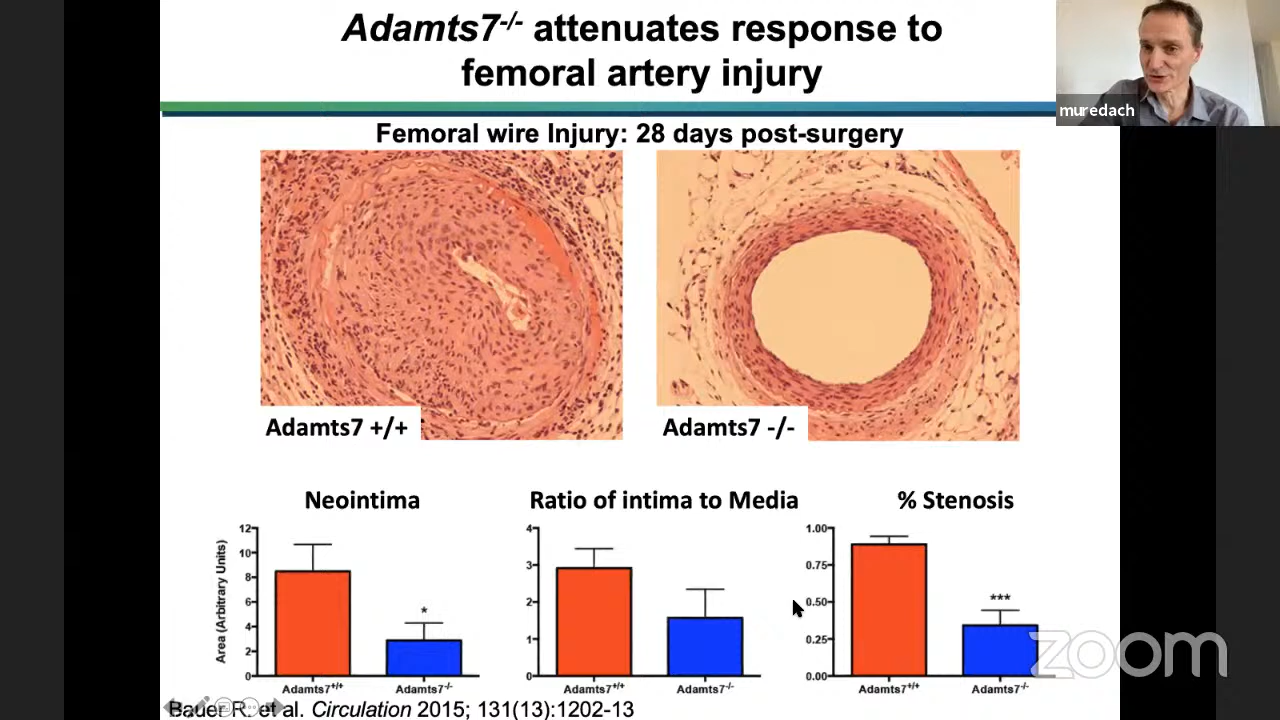 Adamts7-/- attenuates response to
femoral artery injury
muredach
Femoral wire Injury: 28 days post-surgery
Adamts7 +/+
Adamts7 -/-
Neointima
Ratio of intima to Media
% Stenosis
Area (Arbitrary Units)
12
10
8
6
4
2
0
*
Adamts7+/+
Adamts7-/-
4
3
2
1
0
Adamts7+/+
Adamts7-/-
1.00
0.75
0.50
0.25
0.00
***
Adamts7+/+
Adamts7-/-
zoom
Bauer R. et al. Circulation 2015; 131(13):1202-13